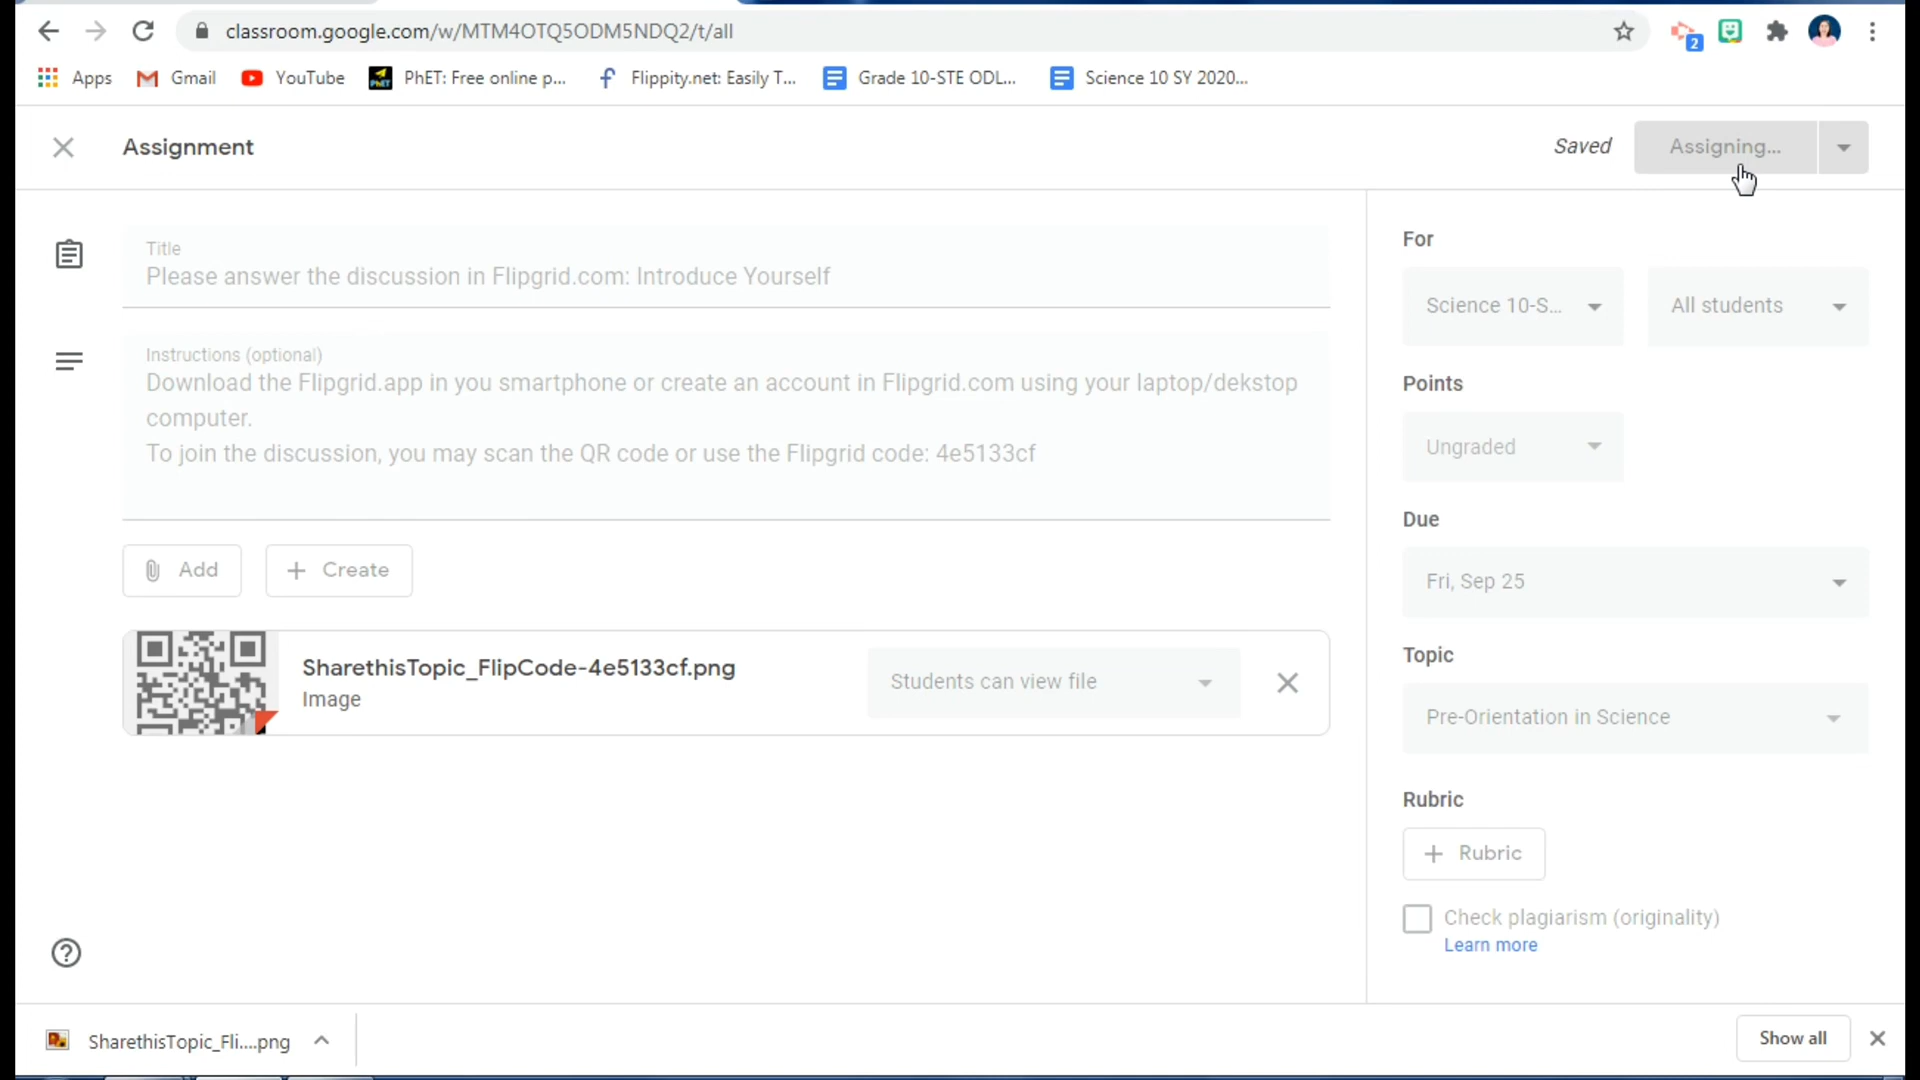 classroom.google.com/w/MTM4OTQ5ODM5NDQ2/t/all
2
Apps Gmail YouTube PhET: Free online p... Flippity.net: Easily T... Grade 10-STE ODL... Science 10 SY 2020...
Assignment
Saved
Assigning...
Title
Please answer the discussion in Flipgrid.com: Introduce Yourself
Instructions (optional)
Download the Flipgrid.app in you smartphone or create an account in Flipgrid.com using your laptop/dekstop
computer.
To join the discussion, you may scan the QR code or use the Flipgrid code: 4e5133cf
Add
Create
SharethisTopic_FlipCode-4e5133cf.png
Image
Students can view file
For
Science 10-S...
All students
Points
Ungraded
Due
Fri, Sep 25
Topic
Pre-Orientation in Science
Rubric
Rubric
Check plagiarism (originality)
Learn more
SharethisTopic_Fli....png
Show all